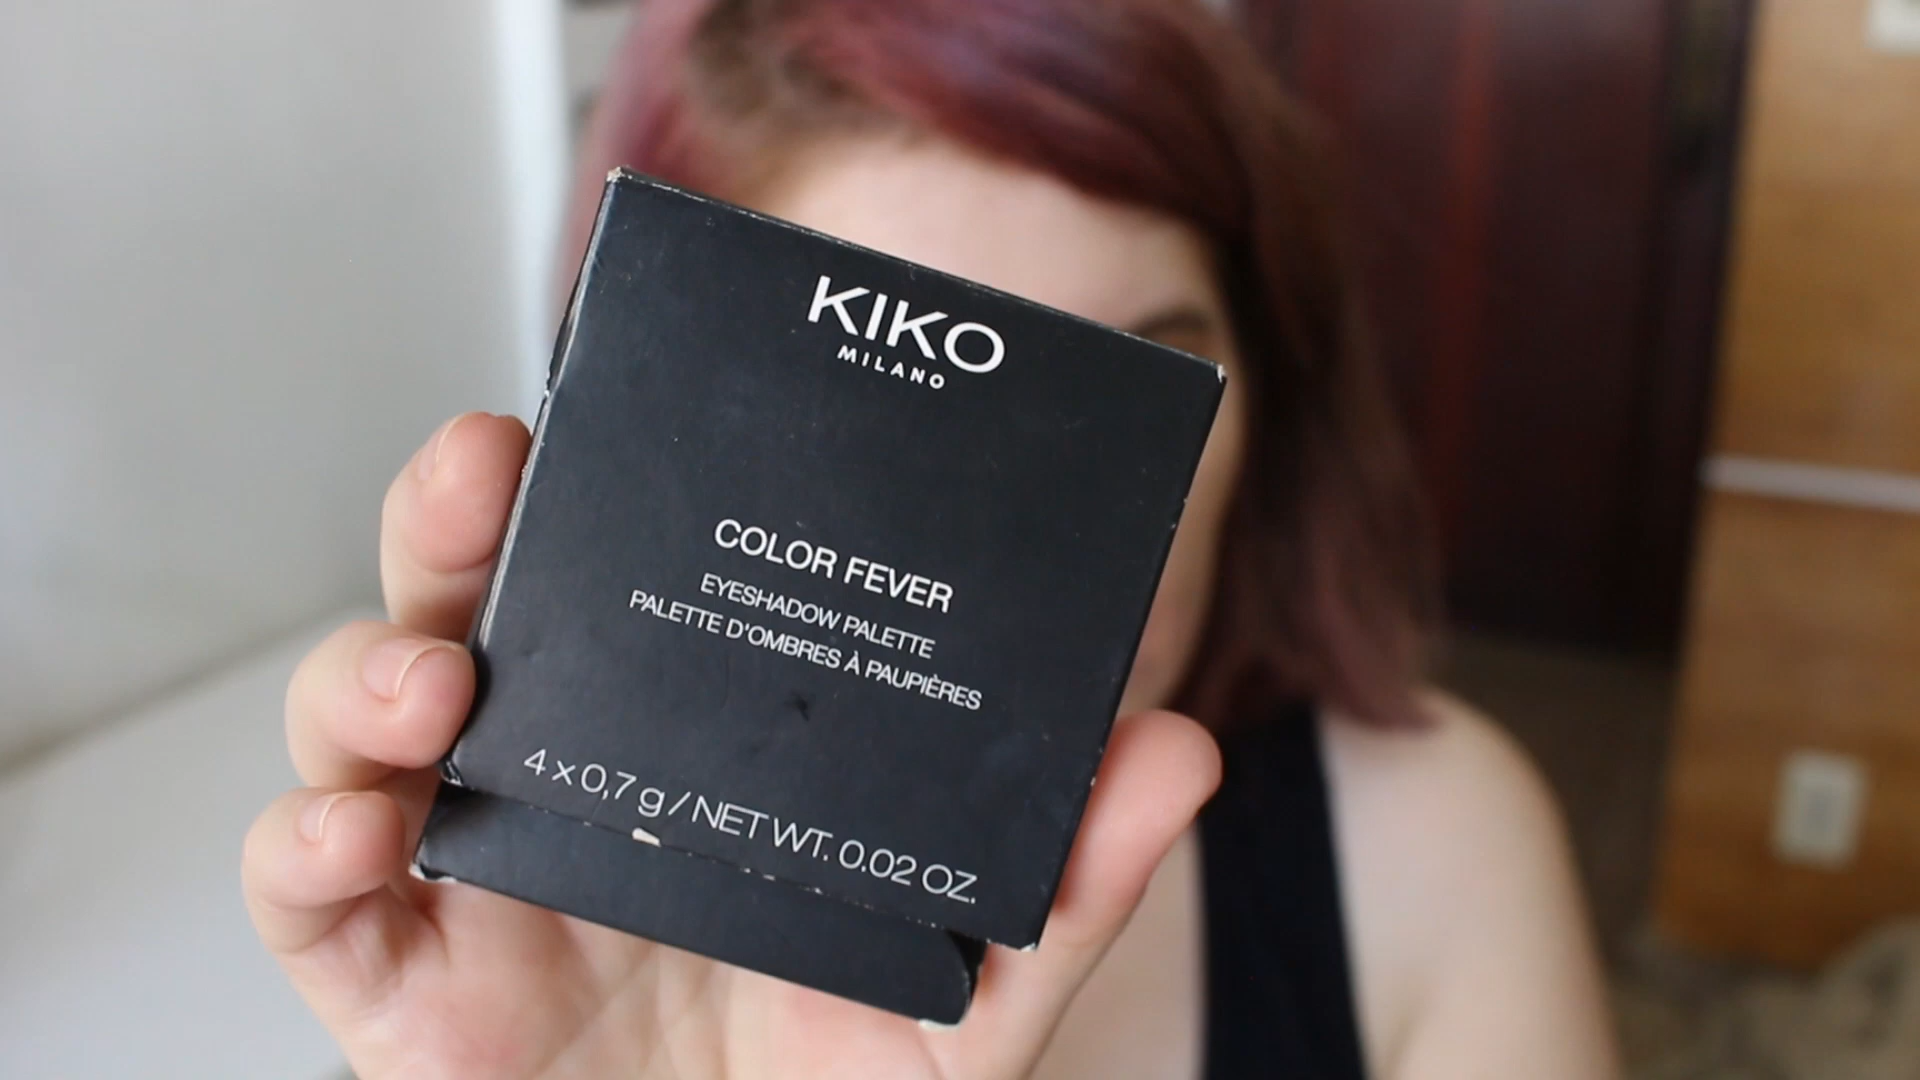 KIKO
MILANO
COLOR FEVER
EYESHADOW PALETTE
PALETTE D'OMBRES À PAUPIÈRES
4 x 0,7 g / NET WT. 0.02 OZ.